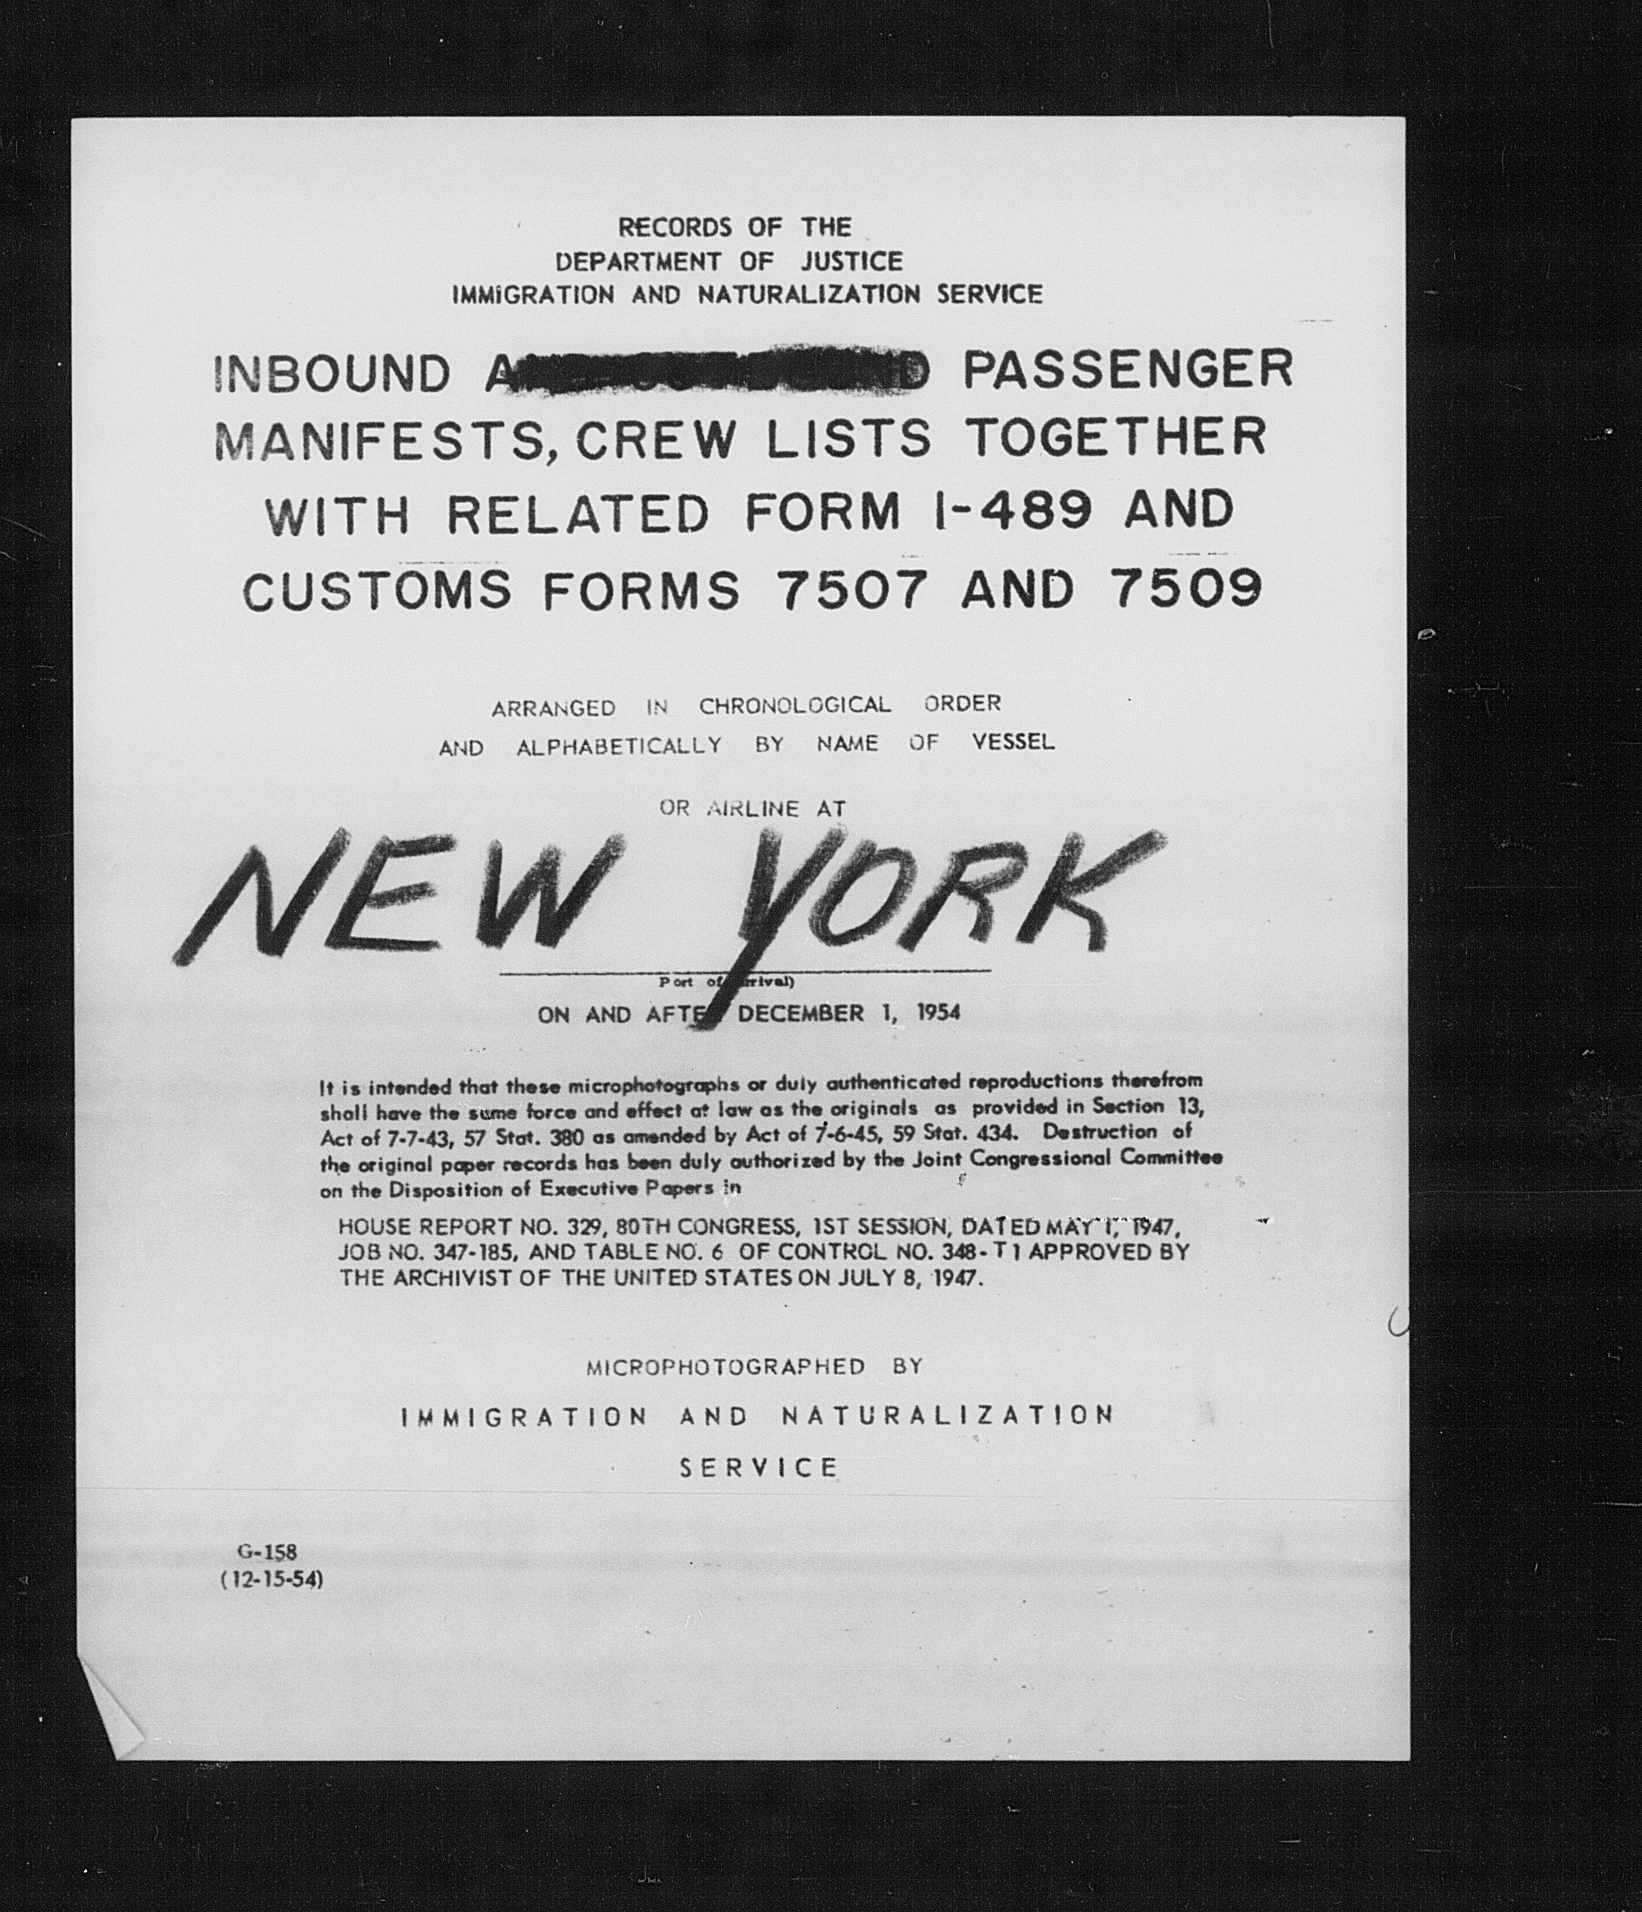 RECORDS OF THE
DEPARTMENT OF JUSTICE
IMMIGRATION AND NATURALIZATION SERVICE
INBOUND PASSENGER
MANIFESTS, CREW LISTS TOGETHER
WITH RELATED FORM I-489 AND
CUSTOMS FORMS 7507 AND 7509
ARRANGED IN CHRONOLOGICAL ORDER
AND ALPHABETICALLY BY NAME OF VESSEL
OR AIRLINE AT
NEW YORK
Port of
ON AND AFTER DECEMBER 1, 1954
It is intended that these microphotographs or duly authenticated reproductions therefrom
shall have the same force and effect at law as the originals as provided in Section 13,
Act of 7-7-43, 57 Stat. 380 as amended by Act of 7-6-45, 59 Stat. 434. Destruction of
the original paper records has been duly authorized by the Joint Congressional Committee
on the Disposition of Executive Papers in
HOUSE REPORT NO. 329, 80TH CONGRESS, 1ST SESSION, DATED MAY 1, 1947,
JOB NO. 347-185, AND TABLE NO. 6 OF CONTROL NO. 348-T1 APPROVED BY
THE ARCHIVIST OF THE UNITED STATES ON JULY 8, 1947.
MICROPHOTOGRAPHED BY
IMMIGRATION AND NATURALIZATION
SERVICE
G-158
(12-15-54)